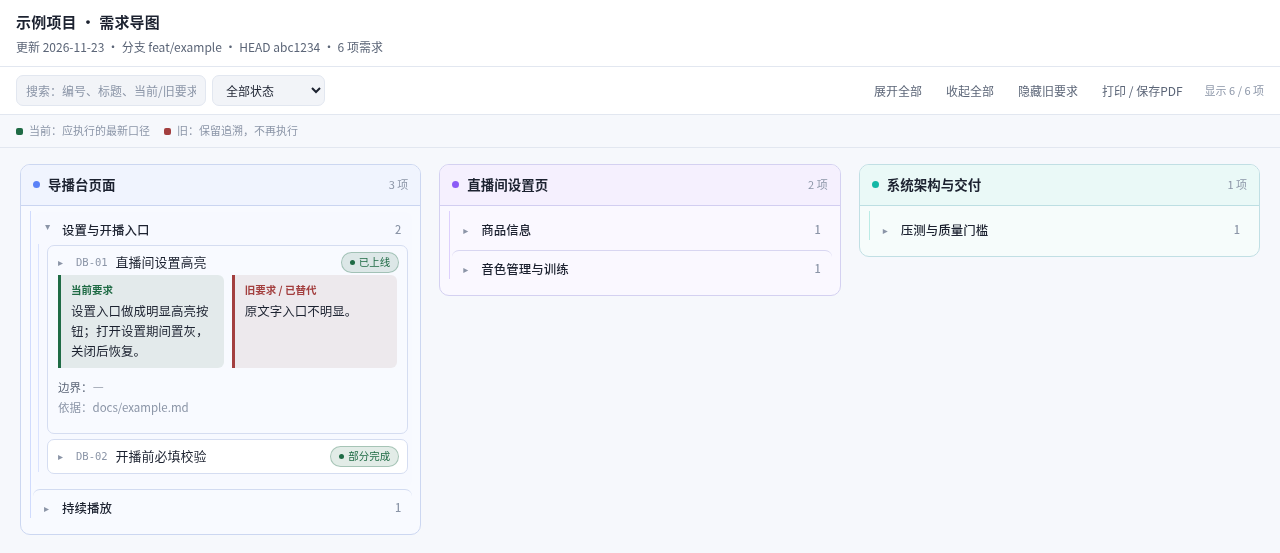 示例项目 · 需求导图
更新 2026-11-23 · 分支 feat/example · HEAD abc1234 · 6 项需求
搜索：编号、标题、当前/旧要求
全部状态
展开全部
收起全部
隐藏旧要求
打印 / 保存PDF
显示 6 / 6 项
当前：应执行的最新口径
旧：保留追溯，不再执行
导播台页面
3 项
设置与开播入口
2
DB-01 直播间设置高亮
已上线
当前要求
设置入口做成明显高亮按
钮；打开设置期间置灰，
关闭后恢复。
旧要求 / 已替代
原文字入口不明显。
边界：—
依据：docs/example.md
DB-02 开播前必填校验
部分完成
持续播放
1
直播间设置页
2 项
商品信息
1
音色管理与训练
1
系统架构与交付
1 项
压测与质量门槛
1